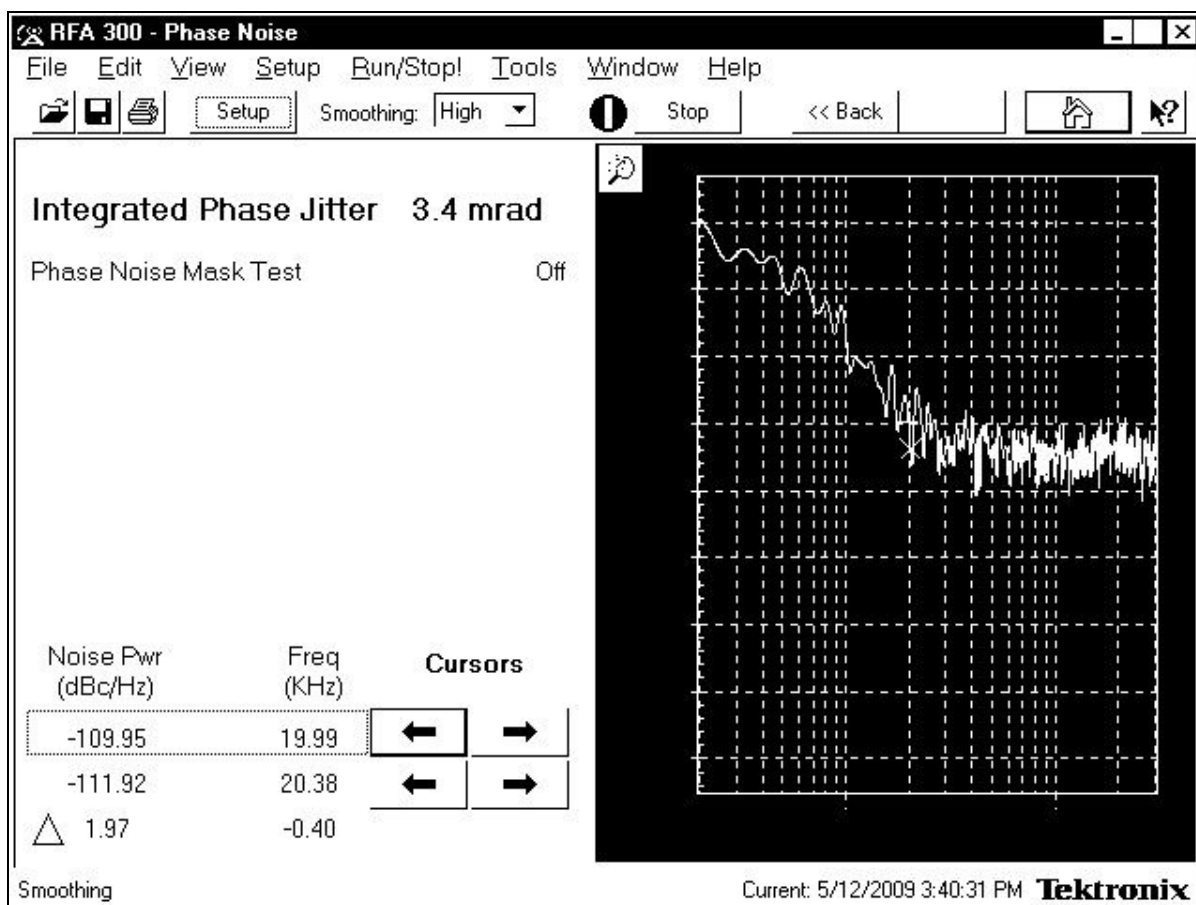 RFA 300 - Phase Noise
File Edit View Setup Run/Stop! Tools Window Help
Setup Smoothing: High Stop << Back
Integrated Phase Jitter 3.4 mrad
Phase Noise Mask Test Off
Noise Pwr Freq Cursors
(dBc/Hz) (KHz)
-109.95 19.99
-111.92 20.38
△ 1.97 -0.40
Smoothing Current: 5/12/2009 3:40:31 PM Tektronix